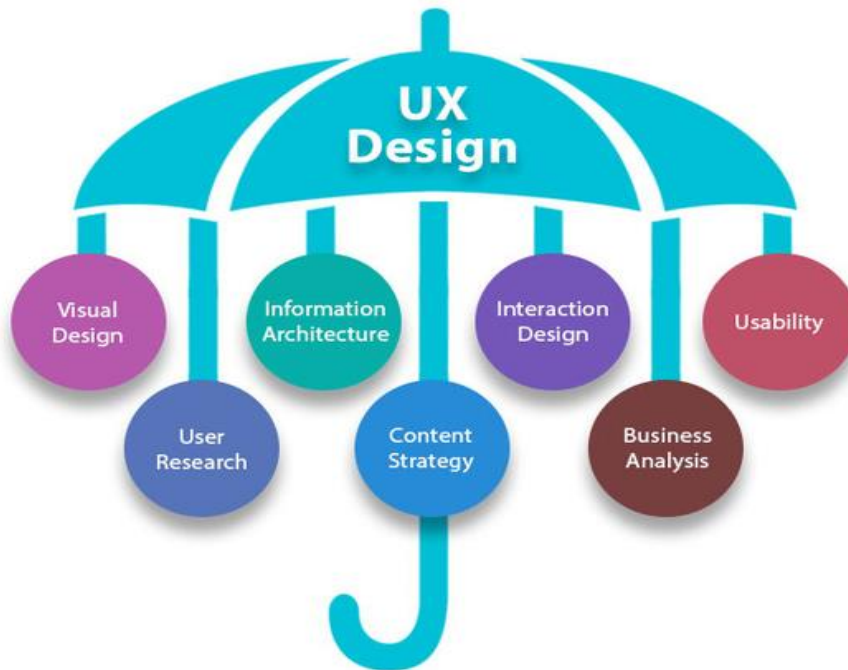 UX
Design
Visual
Design
Information
Architecture
Interaction
Design
Usability
User
Research
Content
Strategy
Business
Analysis